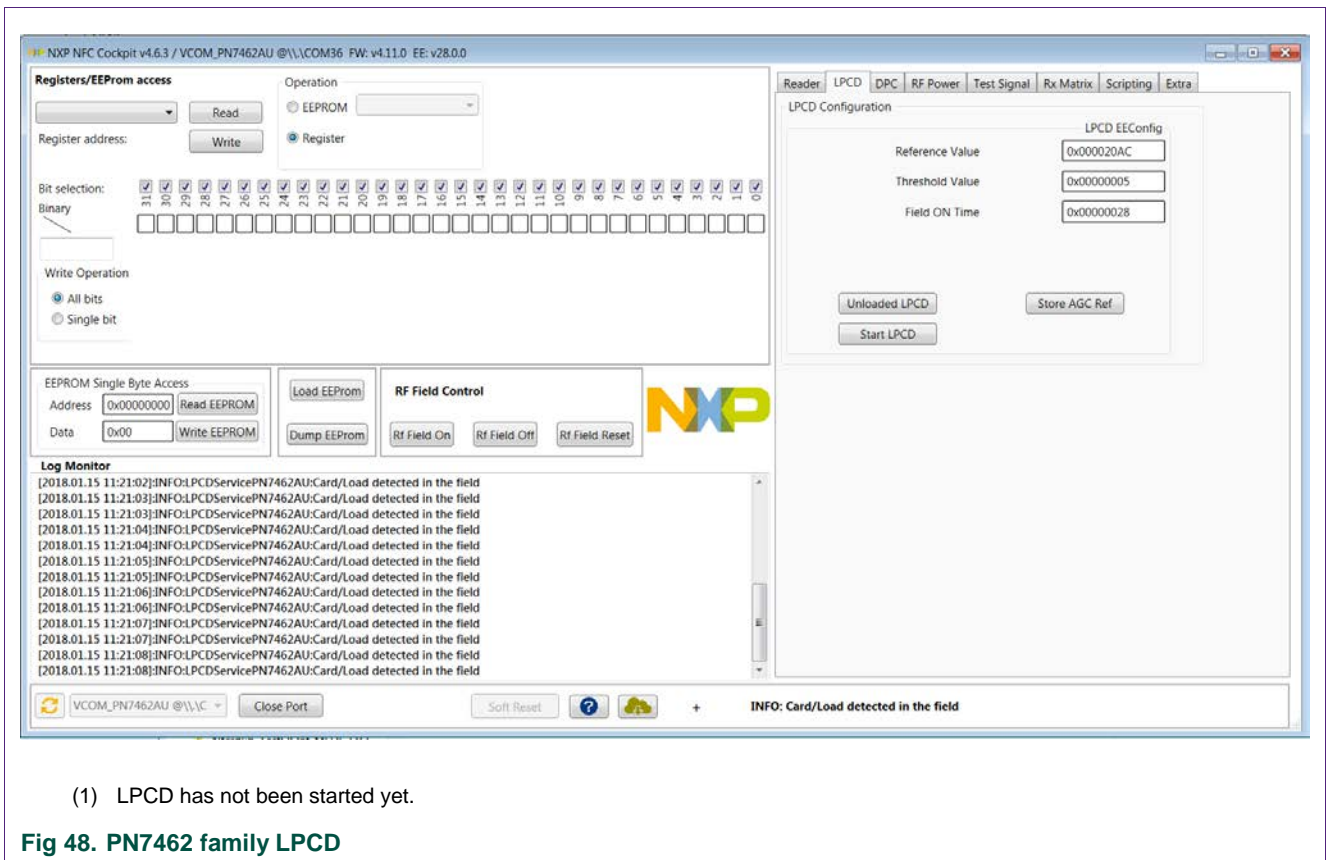 NXP NFC Cockpit v4.6.3 / VCOM_PN7462AU @\\.\COM36 FW: v4.11.0 EE: v28.0.0
Registers/EEProm access
Operation
Read
EEPROM
Register address:
Write
Register
Bit selection:
31 30 29 28 27 26 25 24 23 22 21 20 19 18 17 16 15 14 13 12 11 10 9 8 7 6 5 4 3 2 1 0
Binary
Write Operation
All bits
Single bit
Reader LPCD DPC RF Power Test Signal Rx Matrix Scripting Extra
LPCD Configuration
LPCD EEConfig
Reference Value 0x000020AC
Threshold Value 0x00000005
Field ON Time 0x00000028
Unloaded LPCD Store AGC Ref
Start LPCD
EEPROM Single Byte Access
Address 0x00000000 Read EEPROM
Data 0x00 Write EEPROM
Load EEProm
Dump EEProm
RF Field Control
Rf Field On Rf Field Off Rf Field Reset
NXP
Log Monitor
[2018.01.15 11:21:02]:INFO:LPCDServicePN7462AU:Card/Load detected in the field
[2018.01.15 11:21:03]:INFO:LPCDServicePN7462AU:Card/Load detected in the field
[2018.01.15 11:21:03]:INFO:LPCDServicePN7462AU:Card/Load detected in the field
[2018.01.15 11:21:04]:INFO:LPCDServicePN7462AU:Card/Load detected in the field
[2018.01.15 11:21:04]:INFO:LPCDServicePN7462AU:Card/Load detected in the field
[2018.01.15 11:21:05]:INFO:LPCDServicePN7462AU:Card/Load detected in the field
[2018.01.15 11:21:05]:INFO:LPCDServicePN7462AU:Card/Load detected in the field
[2018.01.15 11:21:06]:INFO:LPCDServicePN7462AU:Card/Load detected in the field
[2018.01.15 11:21:06]:INFO:LPCDServicePN7462AU:Card/Load detected in the field
[2018.01.15 11:21:07]:INFO:LPCDServicePN7462AU:Card/Load detected in the field
[2018.01.15 11:21:07]:INFO:LPCDServicePN7462AU:Card/Load detected in the field
[2018.01.15 11:21:08]:INFO:LPCDServicePN7462AU:Card/Load detected in the field
[2018.01.15 11:21:08]:INFO:LPCDServicePN7462AU:Card/Load detected in the field
VCOM_PN7462AU @\\.\C Close Port Soft Reset ? + INFO: Card/Load detected in the field
(1) LPCD has not been started yet.
Fig 48. PN7462 family LPCD